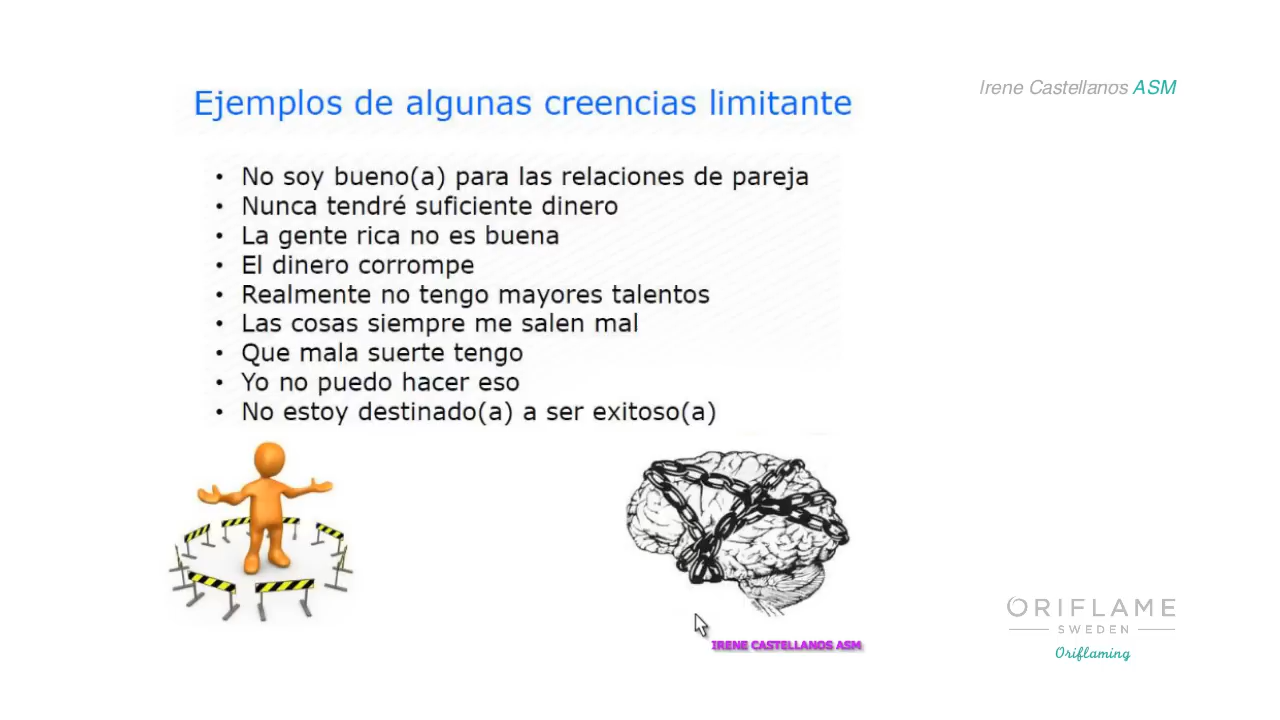 Irene Castellanos ASM
Ejemplos de algunas creencias limitante
• No soy bueno(a) para las relaciones de pareja
• Nunca tendré suficiente dinero
• La gente rica no es buena
• El dinero corrompe
• Realmente no tengo mayores talentos
• Las cosas siempre me salen mal
• Que mala suerte tengo
• Yo no puedo hacer eso
• No estoy destinado(a) a ser exitoso(a)
IRENE CASTELLANOS ASM
ORIFLAME
SWEDEN
Oriflaming